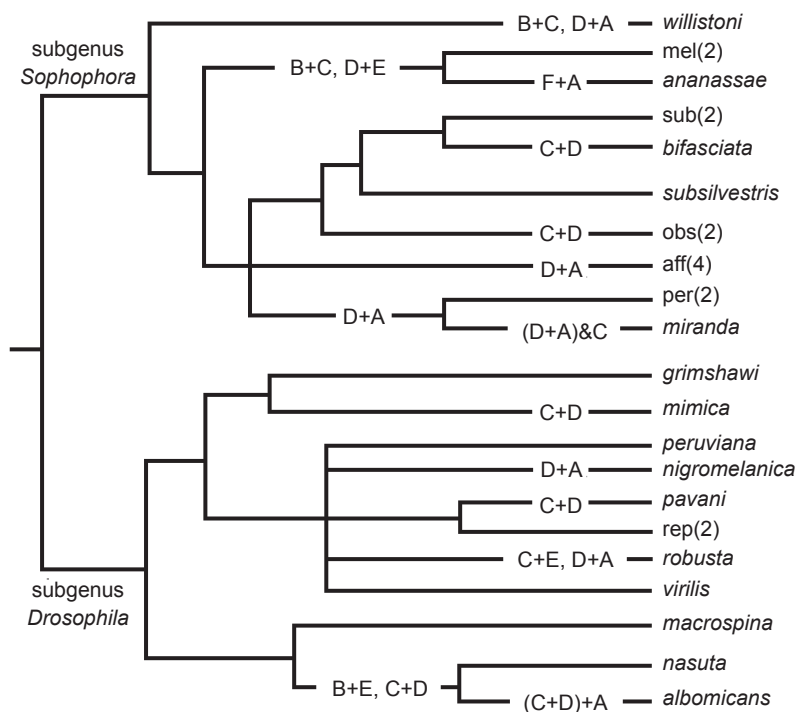 B+C, D+A willistoni
subgenus
Sophophora
mel(2)
B+C, D+E
F+A ananassae
sub(2)
C+D bifasciata
subsilvestris
C+D obs(2)
D+A aff(4)
per(2)
D+A
(D+A)&C miranda
grimshawi
C+D mimica
peruviana
D+A nigromelanica
C+D pavani
rep(2)
C+E, D+A robusta
subgenus
Drosophila
virilis
macrospina
nasuta
B+E, C+D
(C+D)+A albomicans